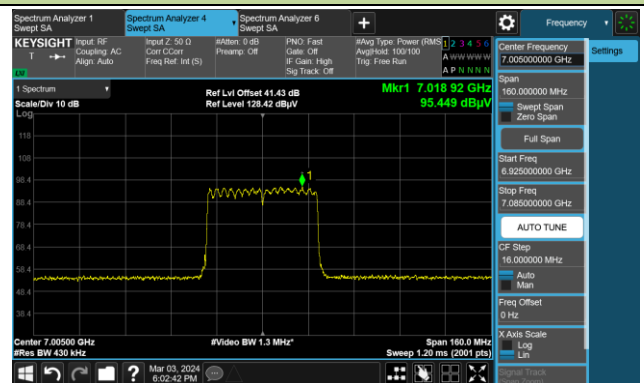 Spectrum Analyzer 1
Swept SA
Spectrum Analyzer 4
Swept SA
Spectrum Analyzer 6
Swept SA
Frequency
KEYSIGHT
Input: RF
Coupling: AC
Align: Auto
Input Z: 50 Ω
Corr CCorr
Freq Ref: Int (S)
#Atten: 0 dB
Preamp: Off
PNO: Fast
Gate: Off
IF Gain: High
Sig Track: Off
#Avg Type: Power (RMS)
Avg|Hold: 100/100
Trig: Free Run
1 2 3 4 5 6
A W W W W W
A P N N N N
LW
1 Spectrum
Scale/Div 10 dB
Log
Ref Lvl Offset 41.43 dB
Ref Level 128.42 dBµV
Mkr1 7.018 92 GHz
95.449 dBµV
118
108
98.4
88.4
78.4
68.4
58.4
48.4
38.4
1
Center 7.00500 GHz
#Res BW 430 kHz
#Video BW 1.3 MHz*
Span 160.0 MHz
Sweep 1.20 ms (2001 pts)
Mar 03, 2024
6:02:42 PM
Center Frequency
7.005000000 GHz
Settings
Span
160.000000 MHz
Swept Span
Zero Span
Full Span
Start Freq
6.925000000 GHz
Stop Freq
7.085000000 GHz
AUTO TUNE
CF Step
16.000000 MHz
Auto
Man
Freq Offset
0 Hz
X Axis Scale
Log
Lin
Signal Track